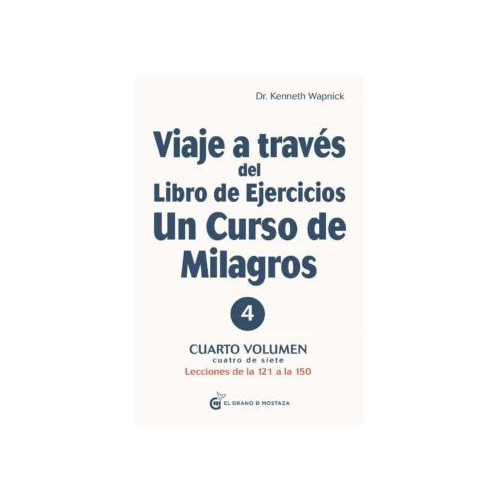 Dr. Kenneth Wapnick
Viaje a través
del
Libro de Ejercicios
Un Curso de
Milagros
4
CUARTO VOLUMEN
cuatro de siete
Lecciones de la 121 a la 150
EL GRANO D MOSTAZA